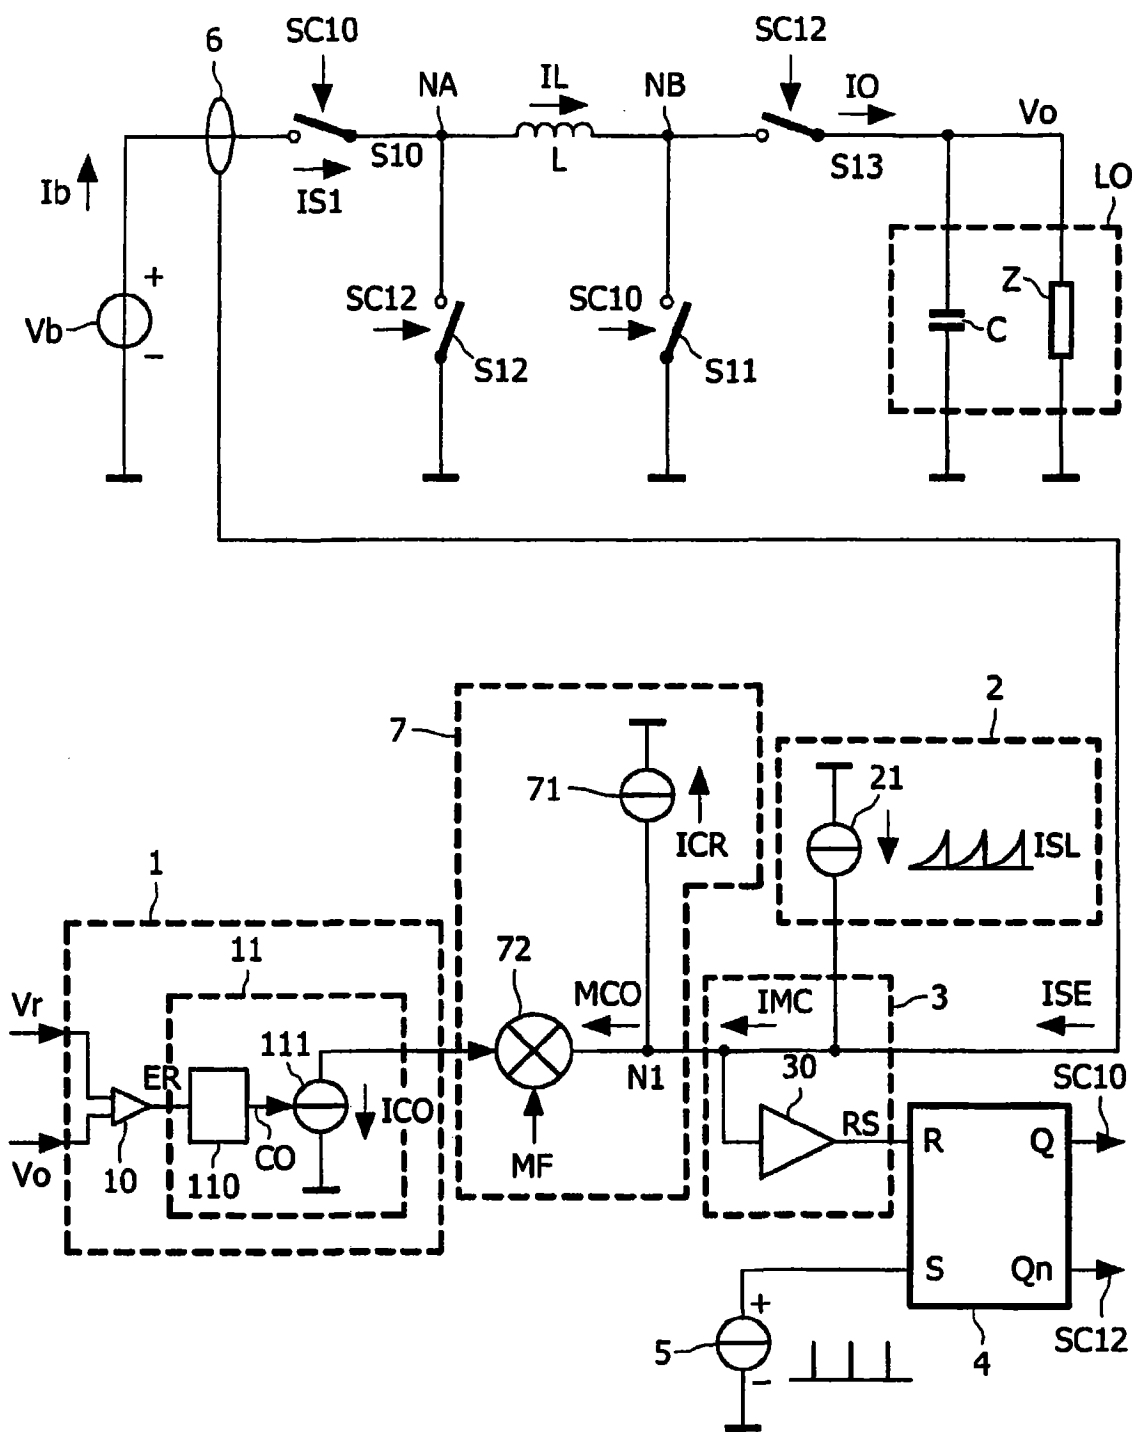 SC10
SC12
6
NA
IL
NB
IO
Vo
S10
L
S13
LO
Ib
IS1
+
SC12
SC10
Z
Vb
C
−
S12
S11
2
7
71
21
ICR
ISL
1
72
11
MCO
IMC
3
ISE
Vr
111
N1
30
SC10
ER
ICO
RS
R
Q
CO
MF
Vo
10
110
S
Qn
+
SC12
5
4
−